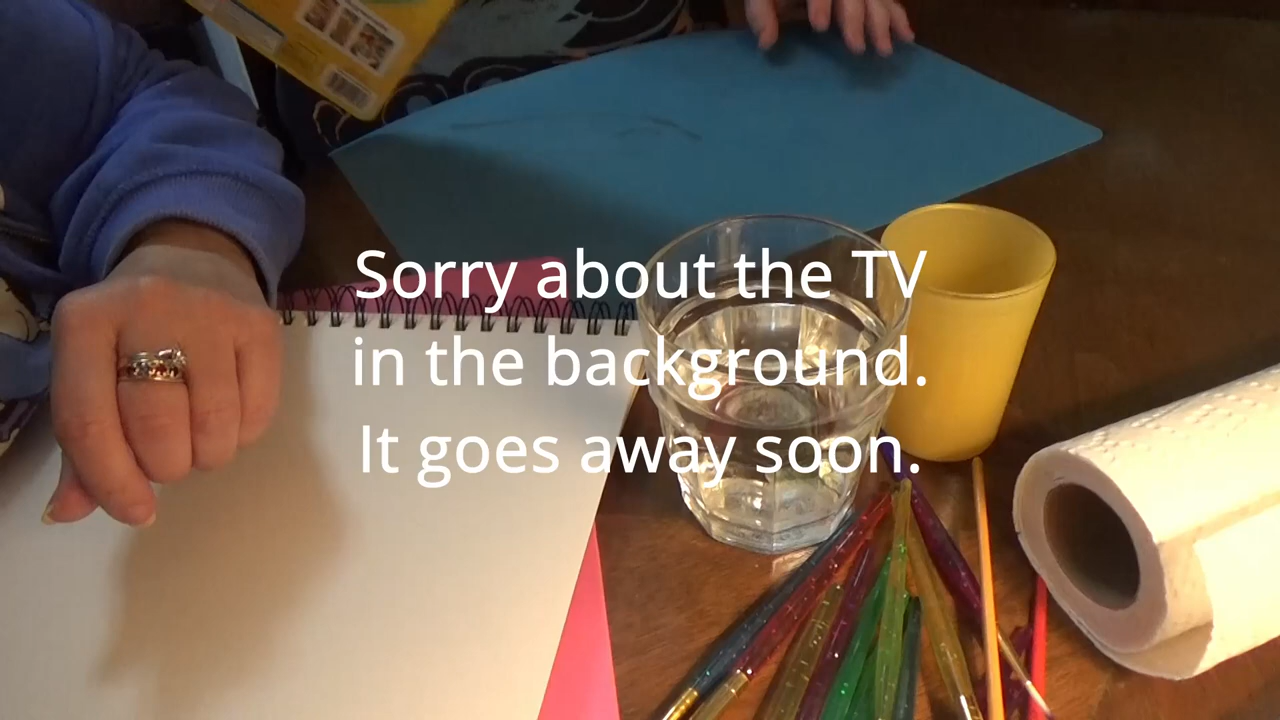 Sorry about the TV
in the background.
It goes away soon.